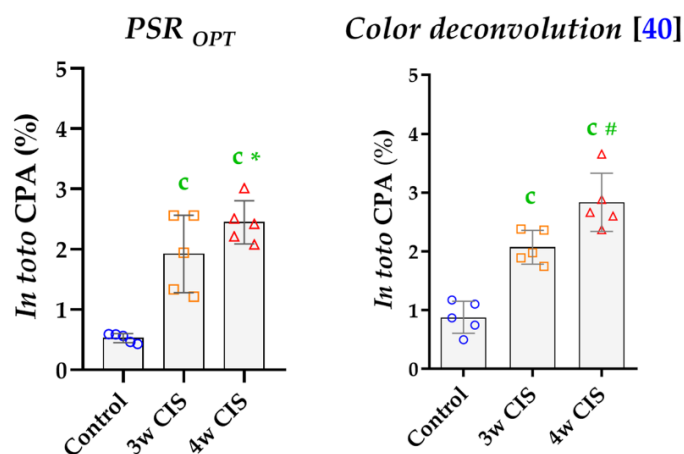 PSR OPT
5
4
3
2
1
0
In toto CPA (%)
c
c *
Control
3w CIS
4w CIS
Color deconvolution [40]
5
4
3
2
1
0
In toto CPA (%)
c
c #
Control
3w CIS
4w CIS